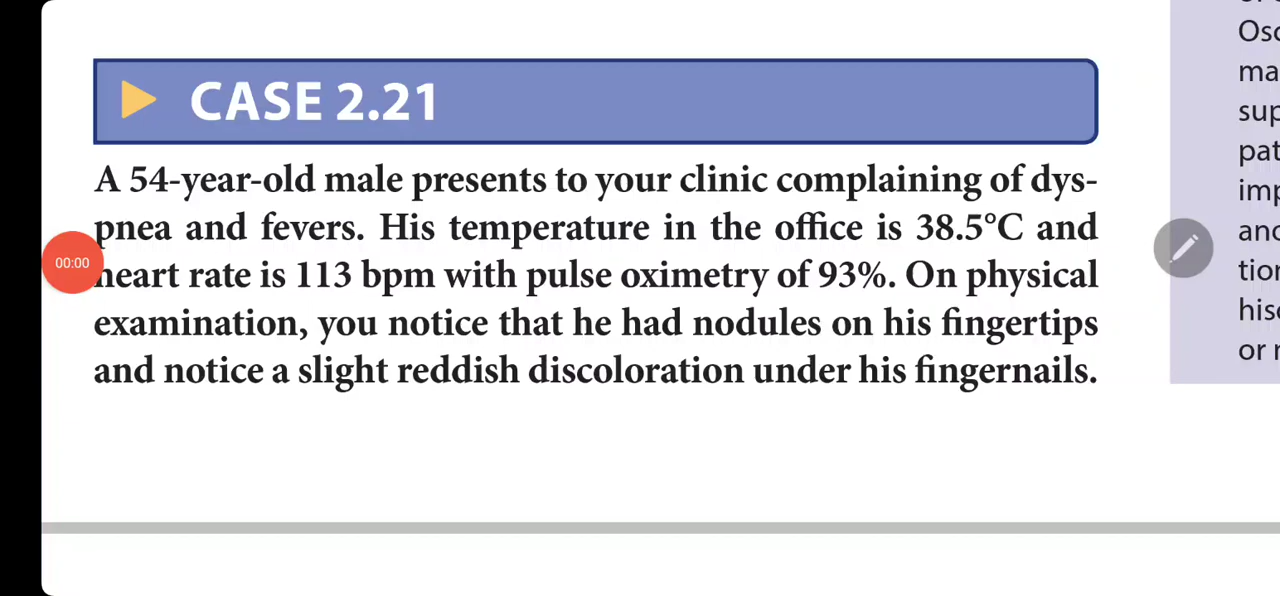 CASE 2.21
A 54-year-old male presents to your clinic complaining of dys-
pnea and fevers. His temperature in the office is 38.5°C and
heart rate is 113 bpm with pulse oximetry of 93%. On physical
examination, you notice that he had nodules on his fingertips
and notice a slight reddish discoloration under his fingernails.
00:00
Osc
ma
sup
pat
imp
and
tion
his
or